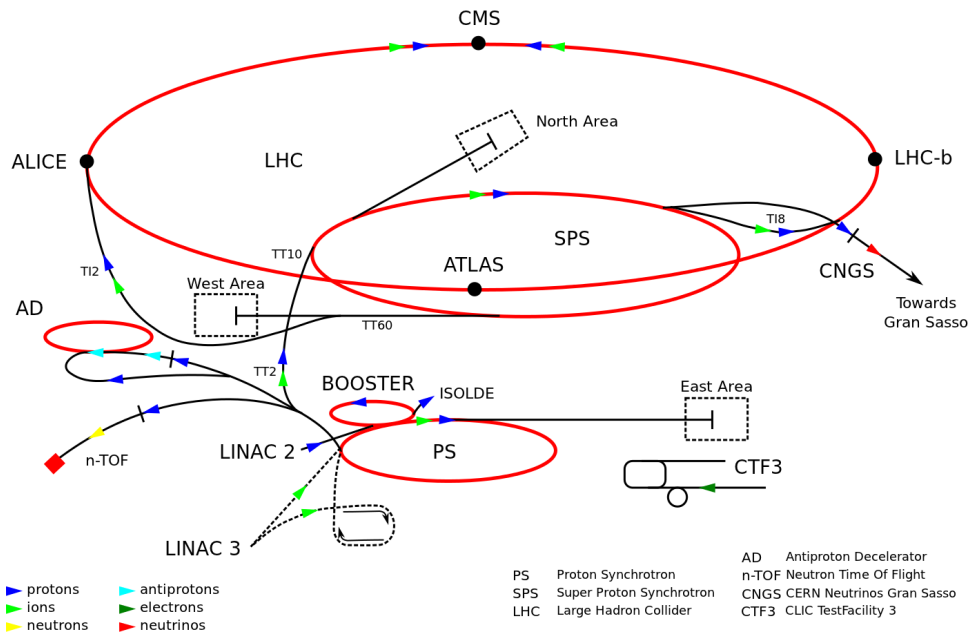 CMS
North Area
ALICE
LHC
LHC-b
TI8
SPS
TT10
ATLAS
CNGS
TI2
West Area
Towards
Gran Sasso
AD
TT60
TT2
BOOSTER
ISOLDE
East Area
LINAC 2
PS
n-TOF
CTF3
LINAC 3
protons
ions
neutrons
antiprotons
electrons
neutrinos
PS Proton Synchrotron
SPS Super Proton Synchrotron
LHC Large Hadron Collider
AD Antiproton Decelerator
n-TOF Neutron Time Of Flight
CNGS CERN Neutrinos Gran Sasso
CTF3 CLIC TestFacility 3